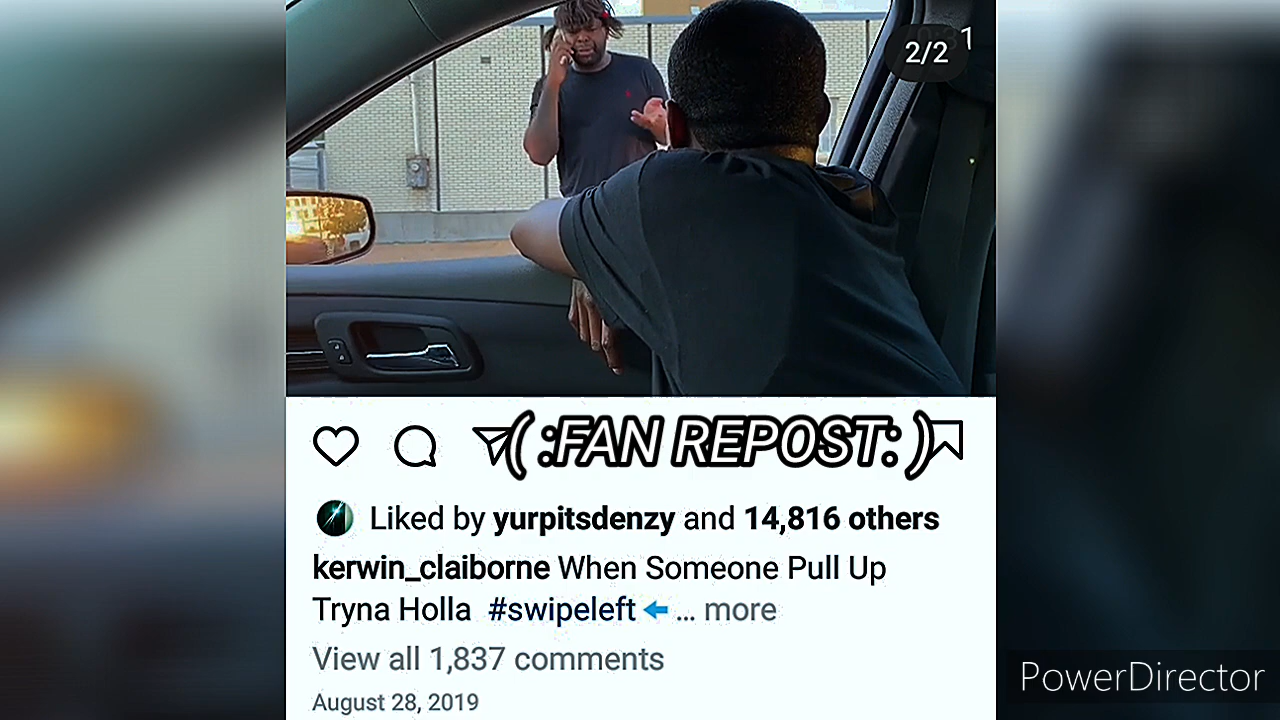 2/2
( :FAN REPOST: )
Liked by yurpitsdenzy and 14,816 others
kerwin_claiborne When Someone Pull Up
Tryna Holla #swipeleft ... more
View all 1,837 comments
August 28, 2019
PowerDirector